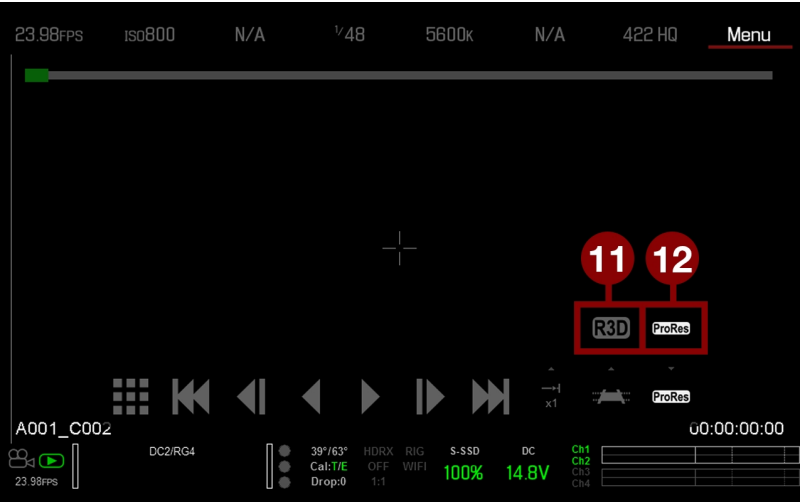 23.98FPS ISO800 N/A 1/48 5600K N/A 422 HQ Menu
11 12
R3D ProRes
x1 ProRes
A001_C002 00:00:00:00
DC2/RG4 39°/63° HDRX RIG S-SSD DC Ch1
Cal:T/E OFF WIFI 100% 14.8V Ch2
23.98FPS Drop:0 1:1 Ch3
Ch4